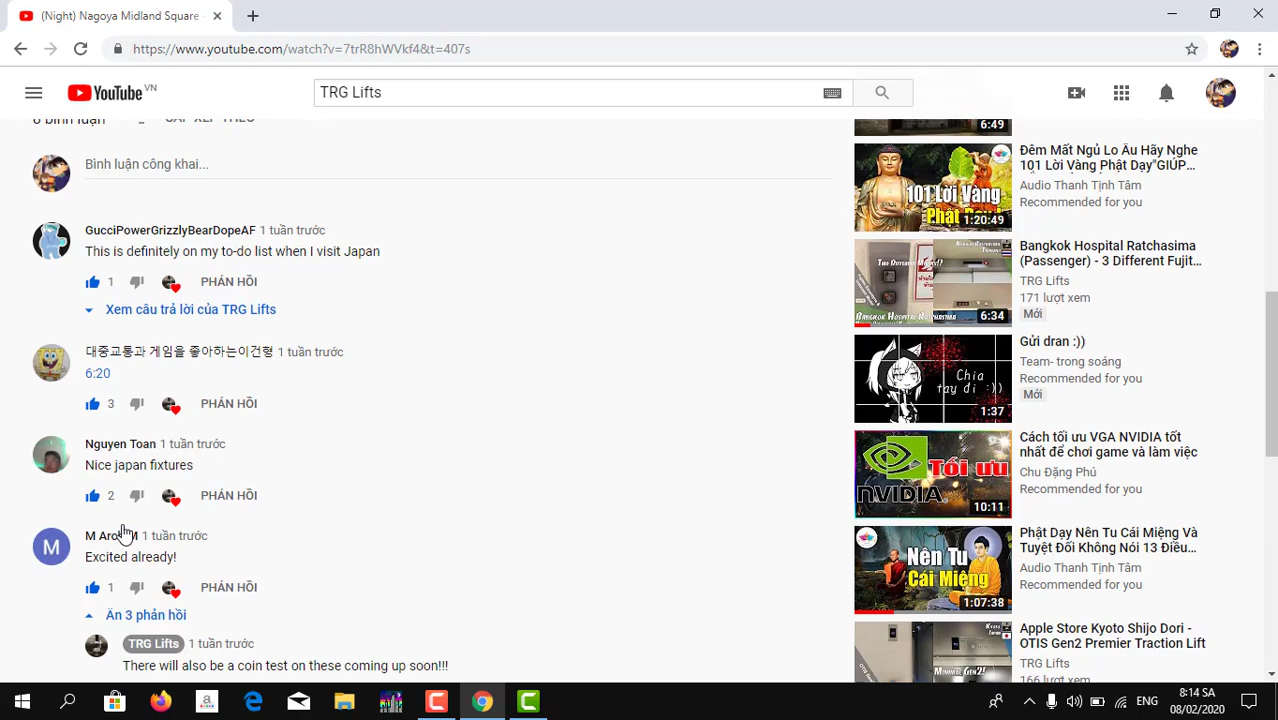 (Night) Nagoya Midland Square
https://www.youtube.com/watch?v=7trR8hWVkf4&t=407s
YouTube VN
TRG Lifts
6 bình luận
SẮP XẾP THEO
Bình luận công khai...
GucciPowerGrizzlyBearDopeAF 1 tuần trước
This is definitely on my to-do list when I visit Japan
1 PHẢN HỒI
Xem câu trả lời của TRG Lifts
대중교통과 게임을 좋아하는이건형 1 tuần trước
6:20
3 PHẢN HỒI
Nguyen Toan 1 tuần trước
Nice japan fixtures
2 PHẢN HỒI
M 1 tuần trước
M
Excited already!
1 PHẢN HỒI
Ẩn 3 phản hồi
TRG Lifts 1 tuần trước
There will also be a coin test on these coming up soon!!!
6:49
101 Lời Vàng
Phật Dạy
1:20:49
Đêm Mất Ngủ Lo Âu Hãy Nghe
101 Lời Vàng Phật Dạy"GIÚP...
Audio Thanh Tịnh Tâm
Recommended for you
Bangkok Hospital Ratchasima
6:34
Bangkok Hospital Ratchasima
(Passenger) - 3 Different Fujit...
TRG Lifts
171 lượt xem
Mới
Chia
tay đi :))
1:37
Gửi dran :))
Team- trong soáng
Recommended for you
Mới
Tối ưu
NVIDIA
10:11
Cách tối ưu VGA NVIDIA tốt
nhất để chơi game và làm việc
Chu Đặng Phú
Recommended for you
Nên Tu
Cái Miệng
1:07:38
Phật Dạy Nên Tu Cái Miệng Và
Tuyệt Đối Không Nói 13 Điều...
Audio Thanh Tịnh Tâm
Recommended for you
Minimal Gen2!
Apple Store Kyoto Shijo Dori -
OTIS Gen2 Premier Traction Lift
TRG Lifts
166 lượt xem
ENG
8:14 SA
08/02/2020